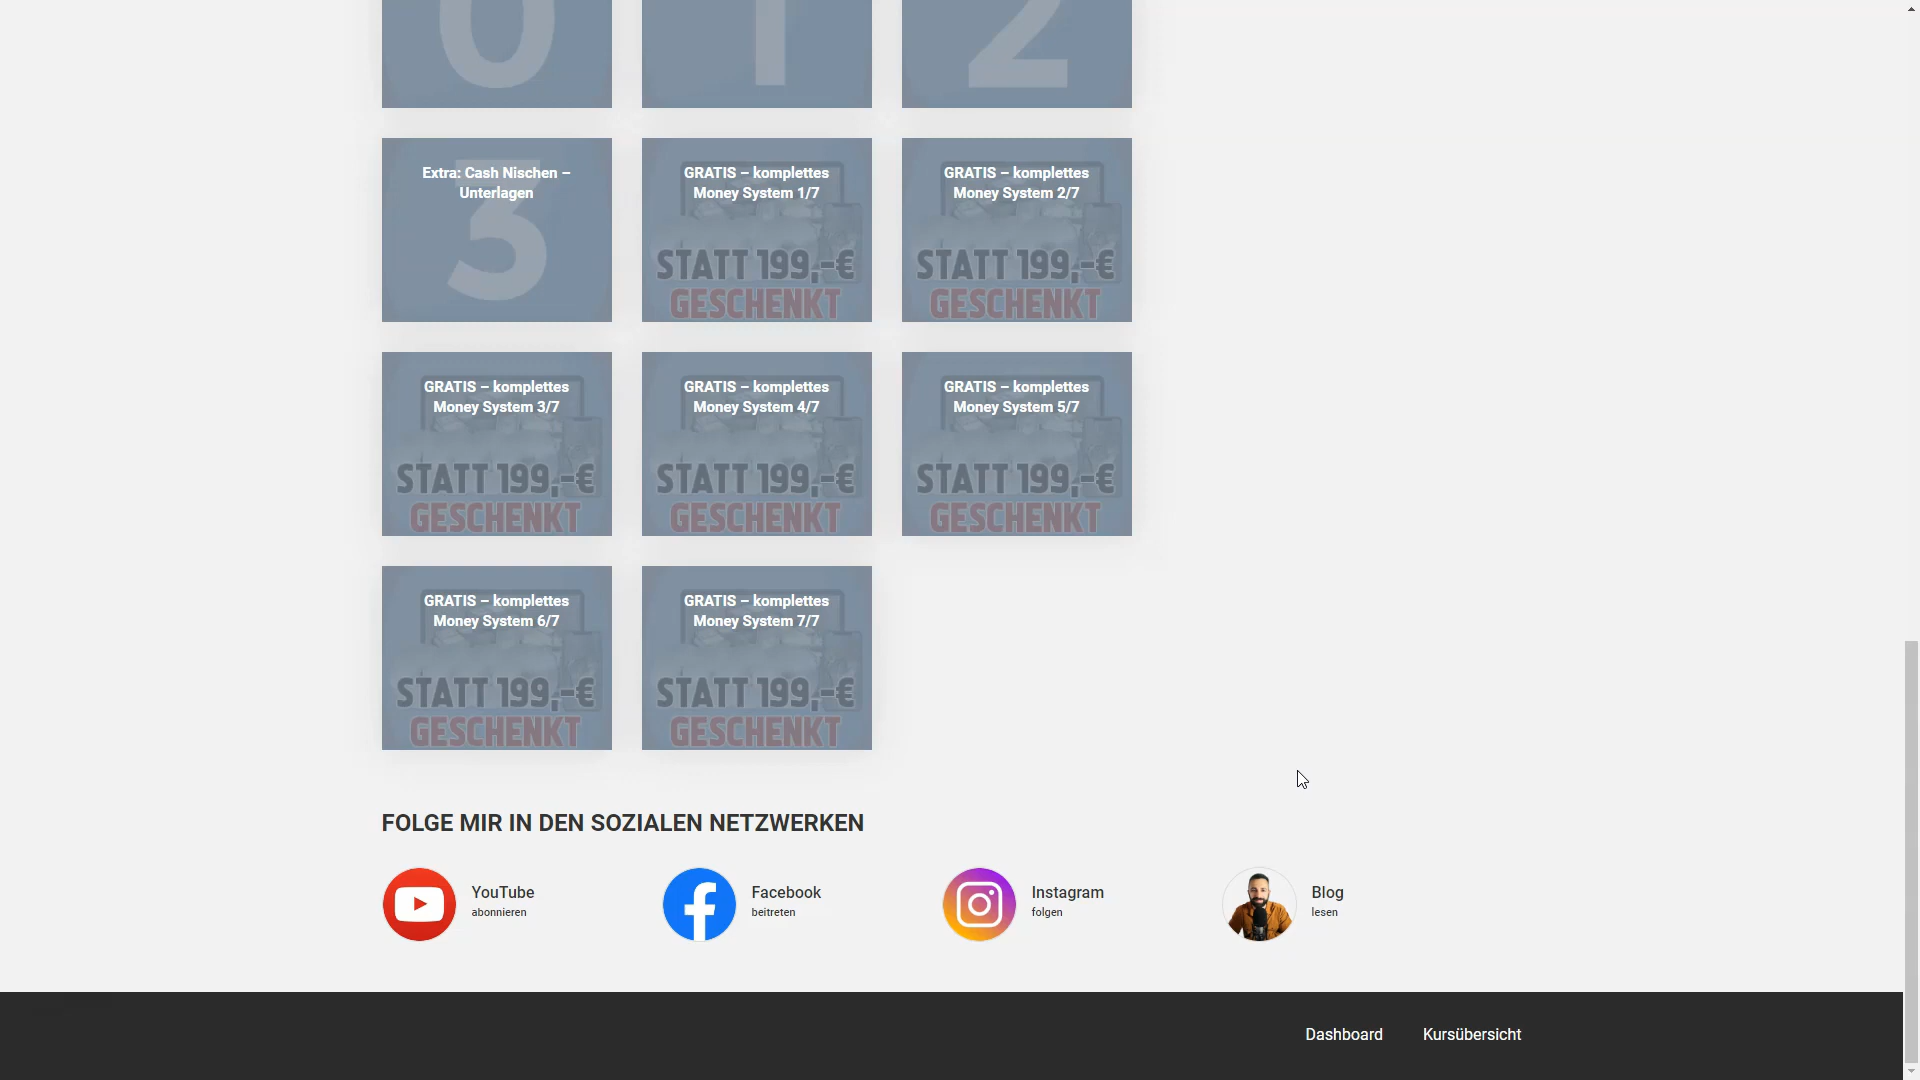 0
1
2
3
Extra: Cash Nischen –
Unterlagen
GRATIS – komplettes
Money System 1/7
STATT 199,-€
GESCHENKT
GRATIS – komplettes
Money System 2/7
STATT 199,-€
GESCHENKT
GRATIS – komplettes
Money System 3/7
STATT 199,-€
GESCHENKT
GRATIS – komplettes
Money System 4/7
STATT 199,-€
GESCHENKT
GRATIS – komplettes
Money System 5/7
STATT 199,-€
GESCHENKT
GRATIS – komplettes
Money System 6/7
STATT 199,-€
GESCHENKT
GRATIS – komplettes
Money System 7/7
STATT 199,-€
GESCHENKT
FOLGE MIR IN DEN SOZIALEN NETZWERKEN
YouTube
abonnieren
Facebook
beitreten
Instagram
folgen
Blog
lesen
Dashboard
Kursübersicht